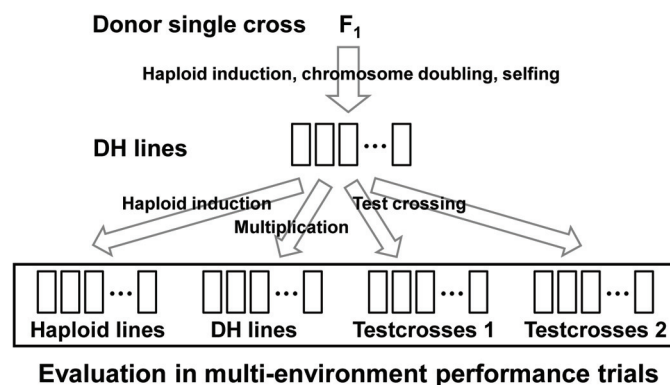 Donor single cross F₁
Haploid induction, chromosome doubling, selfing
DH lines
...
Haploid induction
Test crossing
Multiplication
... ... ... ...
Haploid lines DH lines Testcrosses 1 Testcrosses 2
Evaluation in multi-environment performance trials